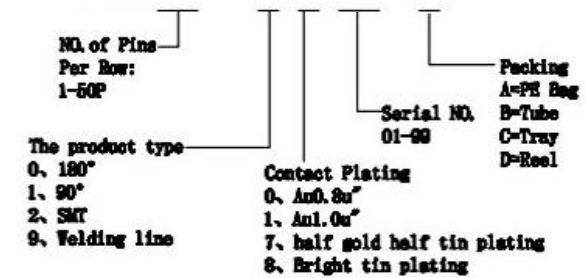 NO. of Pins
Per Row:
1-50P
Packing
A=PE Bag
B=Tube
C=Tray
D=Reel
Serial NO.
01-99
The product type
0、180°
1、90°
2、SMT
9、Welding line
Contact Plating
0、Au0.8u"
1、Au1.0u"
7、half gold half tin plating
8、Bright tin plating